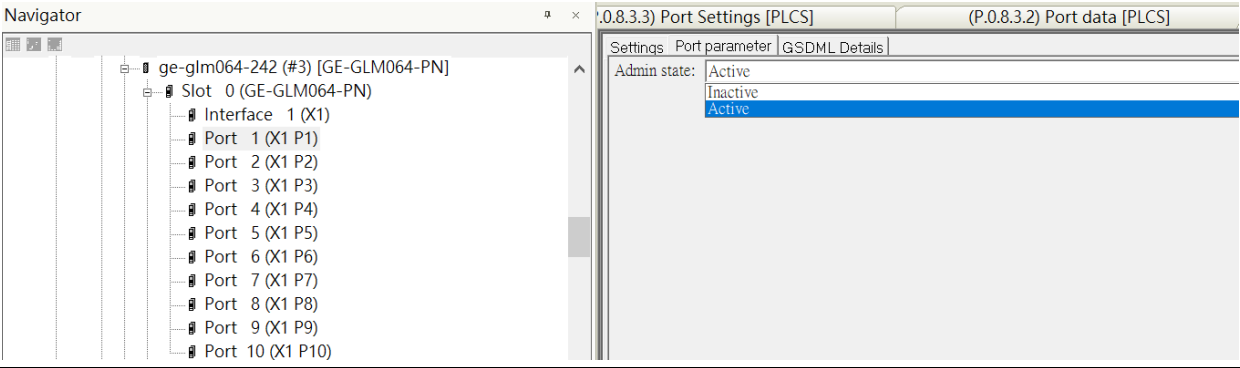 Navigator
ge-glm064-242 (#3) [GE-GLM064-PN]
Slot 0 (GE-GLM064-PN)
Interface 1 (X1)
Port 1 (X1 P1)
Port 2 (X1 P2)
Port 3 (X1 P3)
Port 4 (X1 P4)
Port 5 (X1 P5)
Port 6 (X1 P6)
Port 7 (X1 P7)
Port 8 (X1 P8)
Port 9 (X1 P9)
Port 10 (X1 P10)
.0.8.3.3) Port Settings [PLCS] (P.0.8.3.2) Port data [PLCS]
Settings Port parameter GSDML Details
Admin state: Active
Inactive
Active